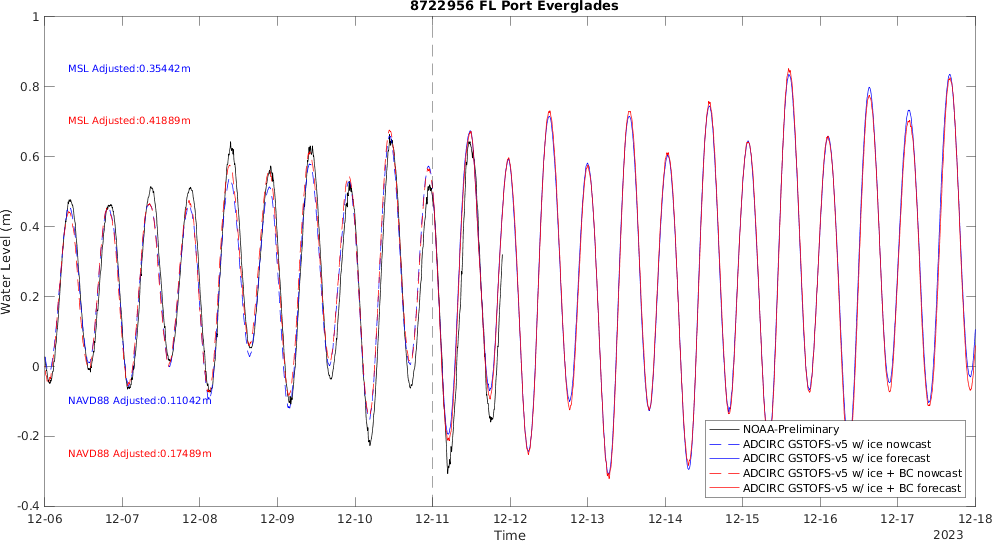 8722956 FL Port Everglades
1
0.8
0.6
0.4
0.2
0
-0.2
-0.4
Water Level (m)
MSL Adjusted:0.35442m
MSL Adjusted:0.41889m
NAVD88 Adjusted:0.11042m
NAVD88 Adjusted:0.17489m
NOAA-Preliminary
ADCIRC GSTOFS-v5 w/ ice nowcast
ADCIRC GSTOFS-v5 w/ ice forecast
ADCIRC GSTOFS-v5 w/ ice + BC nowcast
ADCIRC GSTOFS-v5 w/ ice + BC forecast
12-06 12-07 12-08 12-09 12-10 12-11 12-12 12-13 12-14 12-15 12-16 12-17 12-18
Time
2023